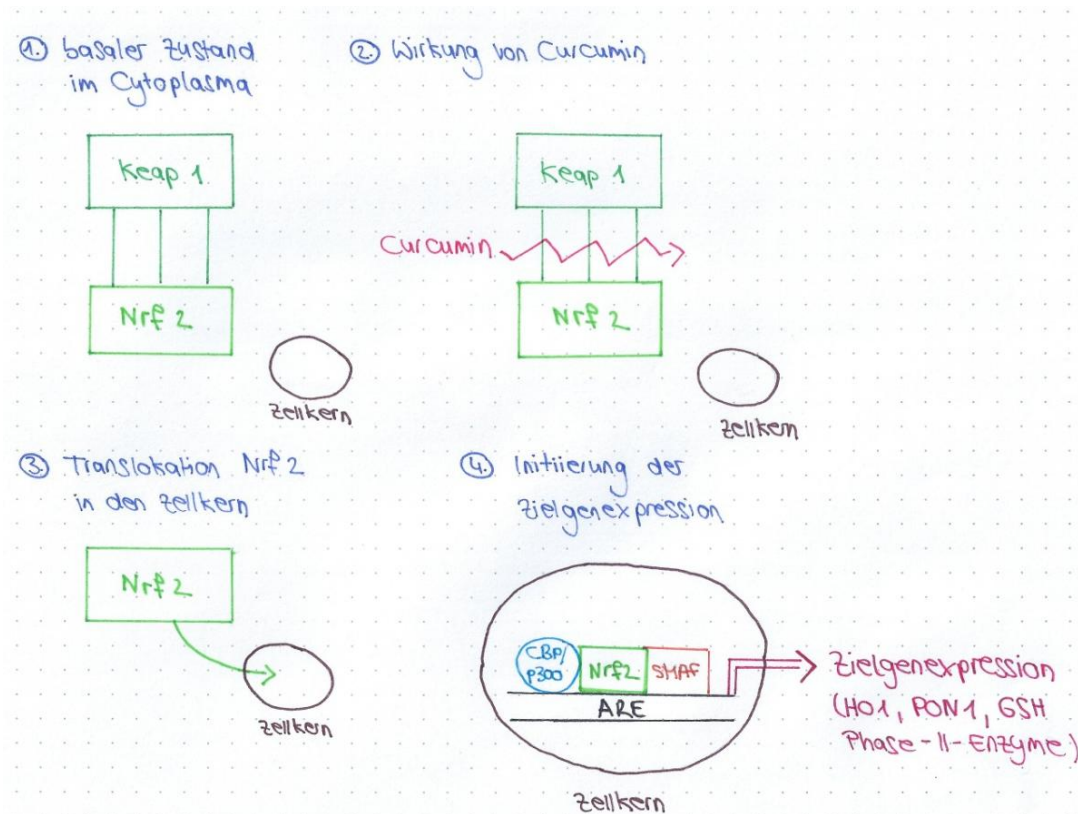 1. basaler Zustand
im Cytoplasma
Keap 1
Nrf 2
Zellkern
2. Wirkung von Curcumin
Keap 1
Curcumin
Nrf 2
Zellkern
3. Translokation Nrf 2
in den Zellkern
Nrf 2
Zellkern
4. Initiierung der
Zielgenexpression
CBP/
p300
Nrf2
SMAF
ARE
Zellkern
Zielgenexpression
(HO1, PON1, GSH
Phase-II-Enzyme)